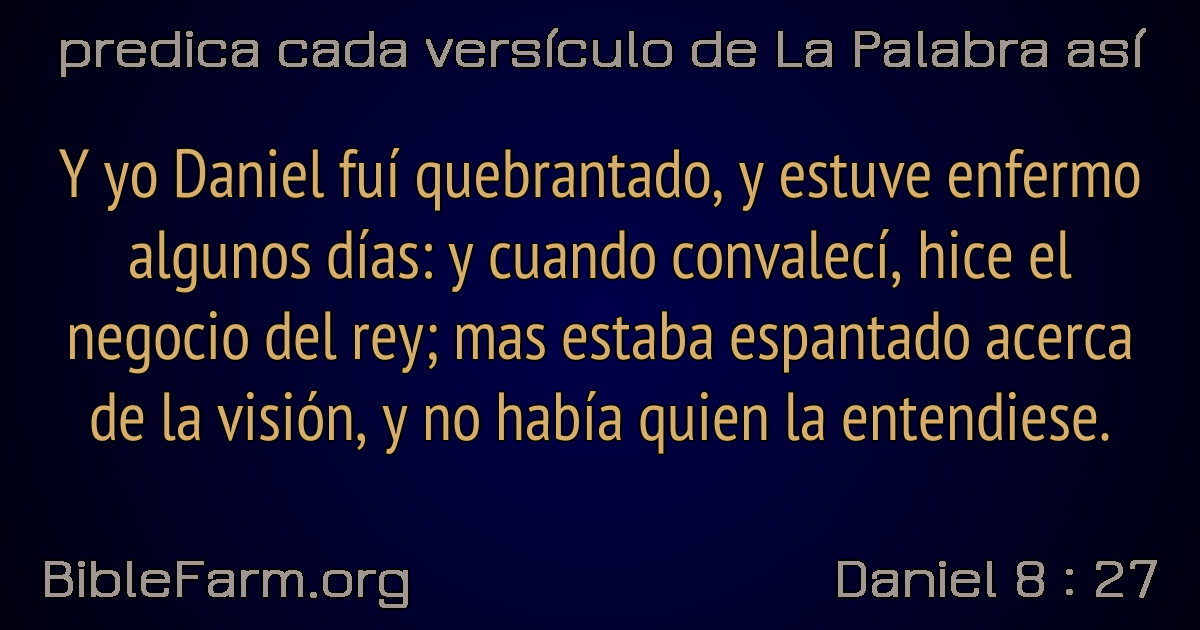 predica cada versículo de La Palabra así
Y yo Daniel fuí quebrantado, y estuve enfermo
algunos días: y cuando convalecí, hice el
negocio del rey; mas estaba espantado acerca
de la visión, y no había quien la entendiese.
BibleFarm.org
Daniel 8 : 27